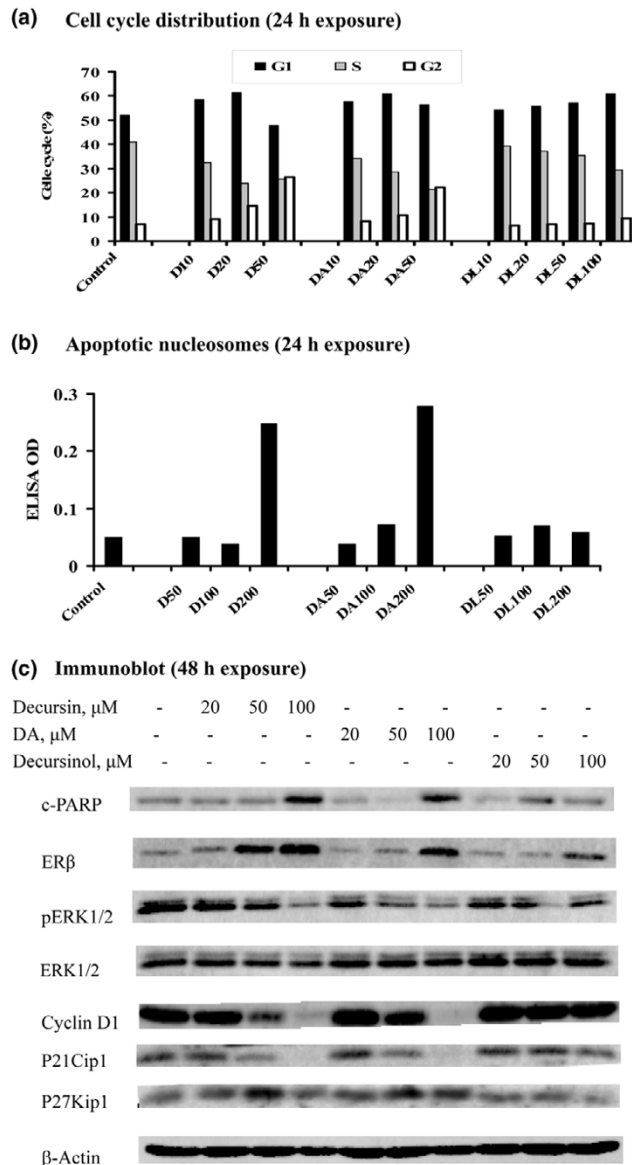 (a) Cell cycle distribution (24 h exposure)
G1 S G2
Celle cycle (%)
70
60
50
40
30
20
10
0
Control D10 D20 D50 DA10 DA20 DA50 DL10 DL20 DL50 DL100
(b) Apoptotic nucleosomes (24 h exposure)
ELISA OD
0.3
0.2
0.1
0
Control D50 D100 D200 DA50 DA100 DA200 DL50 DL100 DL200
(c) Immunoblot (48 h exposure)
Decursin, μM - 20 50 100 - - - - - -
DA, μM - - - - 20 50 100 - - -
Decursinol, μM - - - - - - - 20 50 100
c-PARP
ERβ
pERK1/2
ERK1/2
Cyclin D1
P21Cip1
P27Kip1
β-Actin